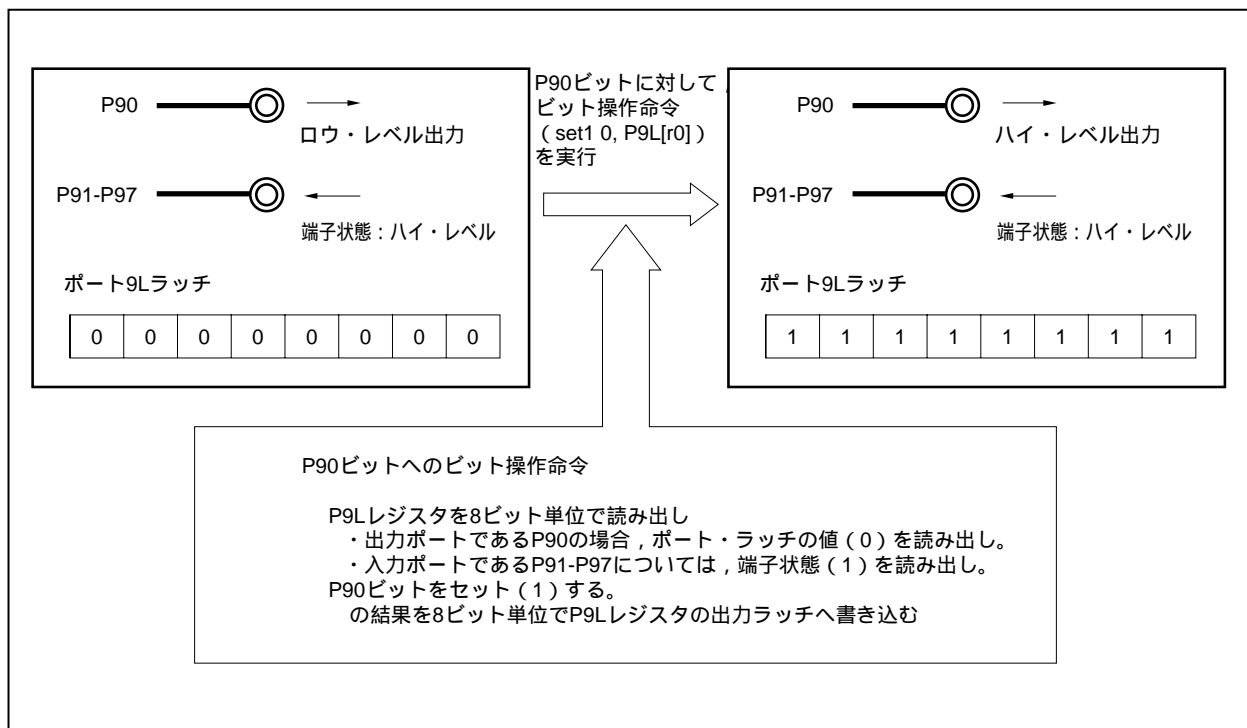 P90
ロウ・レベル出力
P91-P97
端子状態：ハイ・レベル
ポート9Lラッチ
0 0 0 0 0 0 0 0
P90ビットに対して，
ビット操作命令
（set1 0, P9L[r0]）
を実行
P90
ハイ・レベル出力
P91-P97
端子状態：ハイ・レベル
ポート9Lラッチ
1 1 1 1 1 1 1 1
P90ビットへのビット操作命令
P9Lレジスタを8ビット単位で読み出し
・出力ポートであるP90の場合，ポート・ラッチの値（0）を読み出し。
・入力ポートであるP91-P97については，端子状態（1）を読み出し。
P90ビットをセット（1）する。
の結果を8ビット単位でP9Lレジスタの出力ラッチへ書き込む